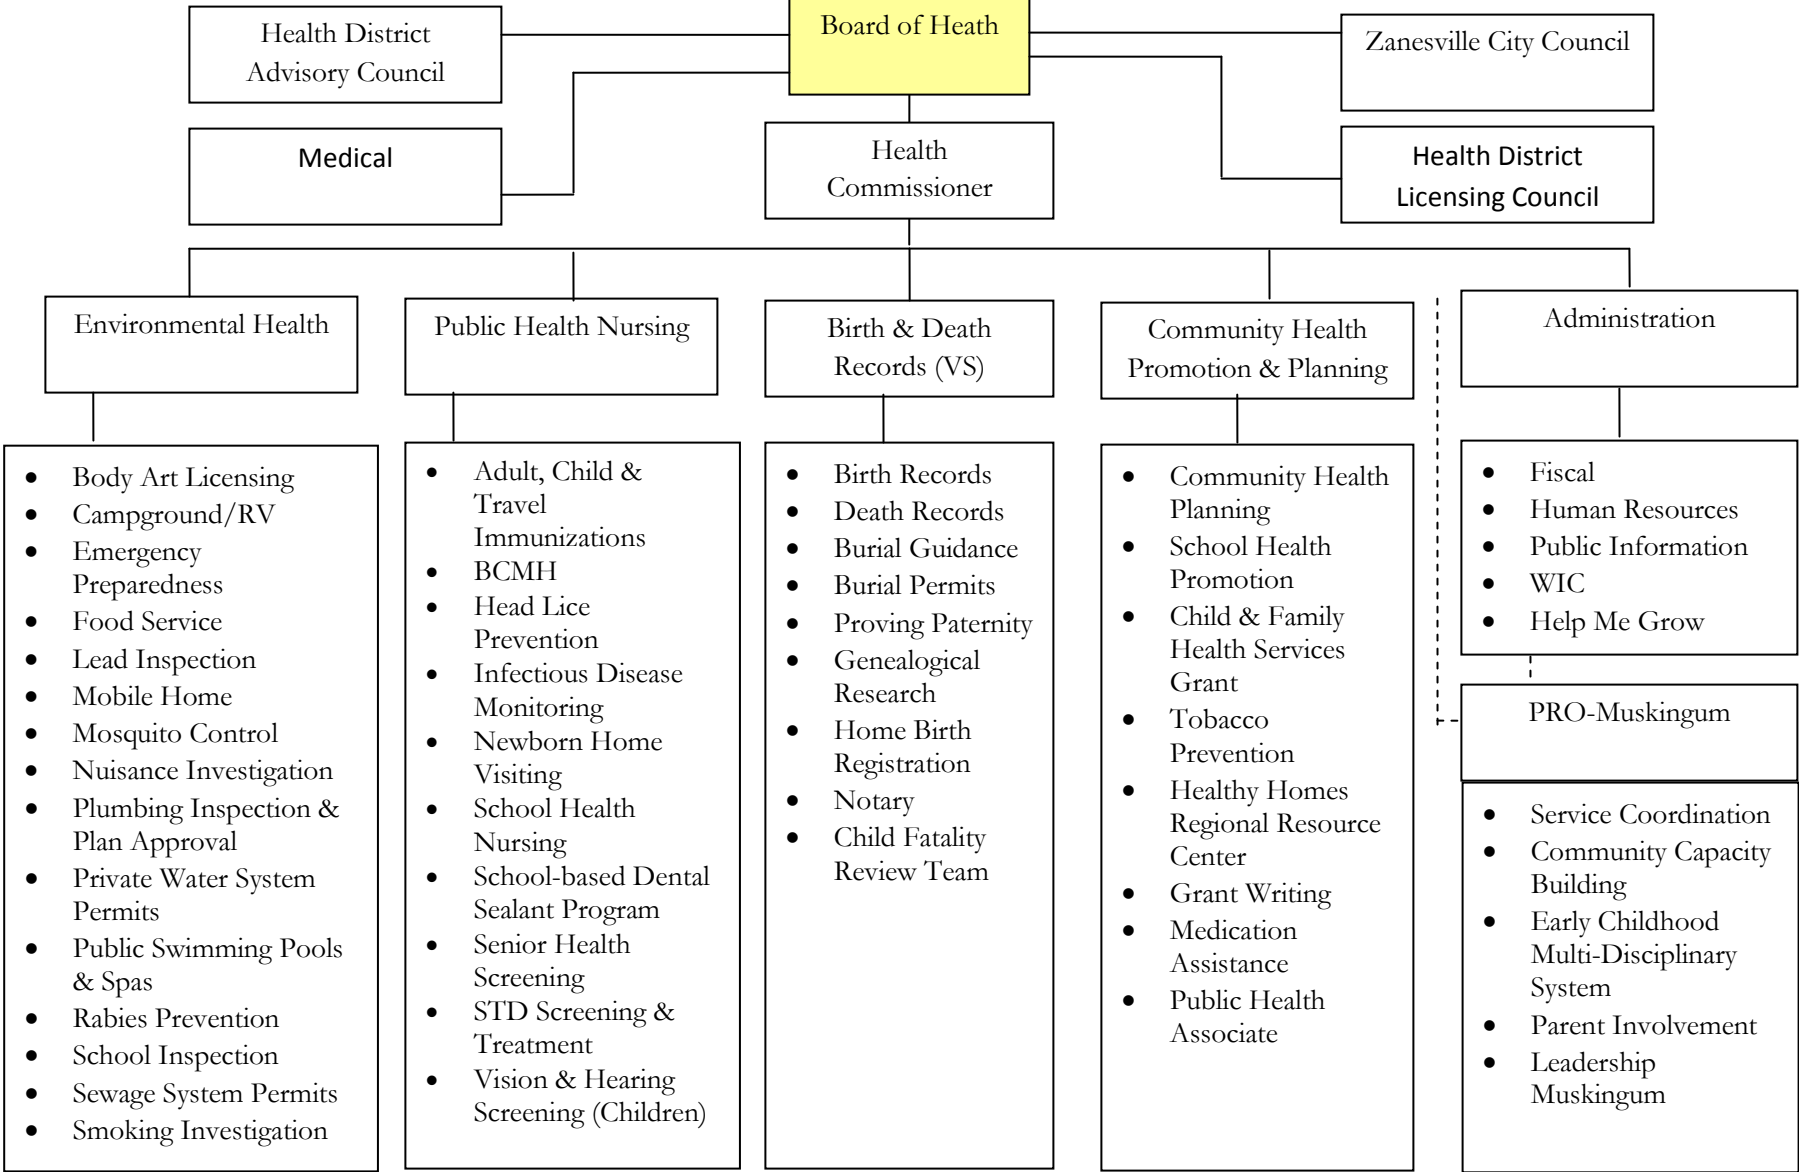 Board of Heath
Health District
Advisory Council
Zanesville City Council
Medical
Health
Commissioner
Health District
Licensing Council
Environmental Health
Public Health Nursing
Birth & Death
Records (VS)
Community Health
Promotion & Planning
Administration
• Body Art Licensing
• Campground/RV
• Emergency
Preparedness
• Food Service
• Lead Inspection
• Mobile Home
• Mosquito Control
• Nuisance Investigation
• Plumbing Inspection &
Plan Approval
• Private Water System
Permits
• Public Swimming Pools
& Spas
• Rabies Prevention
• School Inspection
• Sewage System Permits
• Smoking Investigation
• Adult, Child &
Travel
Immunizations
• BCMH
• Head Lice
Prevention
• Infectious Disease
Monitoring
• Newborn Home
Visiting
• School Health
Nursing
• School-based Dental
Sealant Program
• Senior Health
Screening
• STD Screening &
Treatment
• Vision & Hearing
Screening (Children)
• Birth Records
• Death Records
• Burial Guidance
• Burial Permits
• Proving Paternity
• Genealogical
Research
• Home Birth
Registration
• Notary
• Child Fatality
Review Team
• Community Health
Planning
• School Health
Promotion
• Child & Family
Health Services
Grant
• Tobacco
Prevention
• Healthy Homes
Regional Resource
Center
• Grant Writing
• Medication
Assistance
• Public Health
Associate
• Fiscal
• Human Resources
• Public Information
• WIC
• Help Me Grow
PRO-Muskingum
• Service Coordination
• Community Capacity
Building
• Early Childhood
Multi-Disciplinary
System
• Parent Involvement
• Leadership
Muskingum